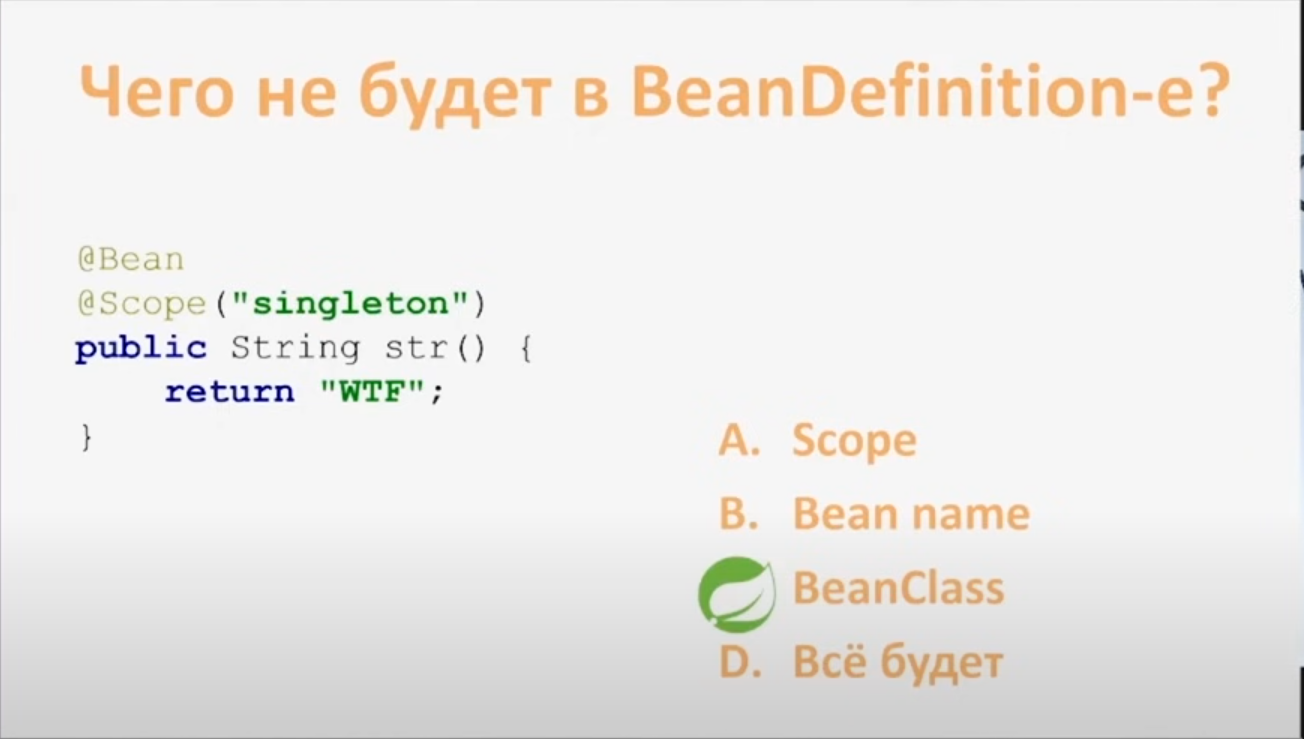 Чего не будет в BeanDefinition-е?
@Bean
@Scope("singleton")
public String str() {
return "WTF";
}
A. Scope
B. Bean name
BeanClass
D. Всё будет